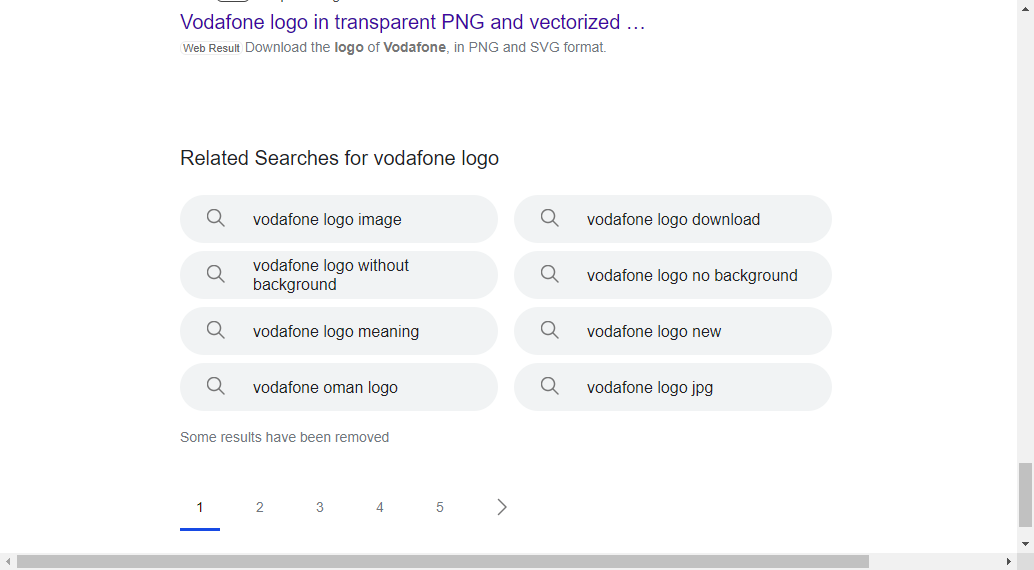 Vodafone logo in transparent PNG and vectorized …
Web Result Download the logo of Vodafone, in PNG and SVG format.
Related Searches for vodafone logo
vodafone logo image
vodafone logo download
vodafone logo without
background
vodafone logo no background
vodafone logo meaning
vodafone logo new
vodafone oman logo
vodafone logo jpg
Some results have been removed
1 2 3 4 5